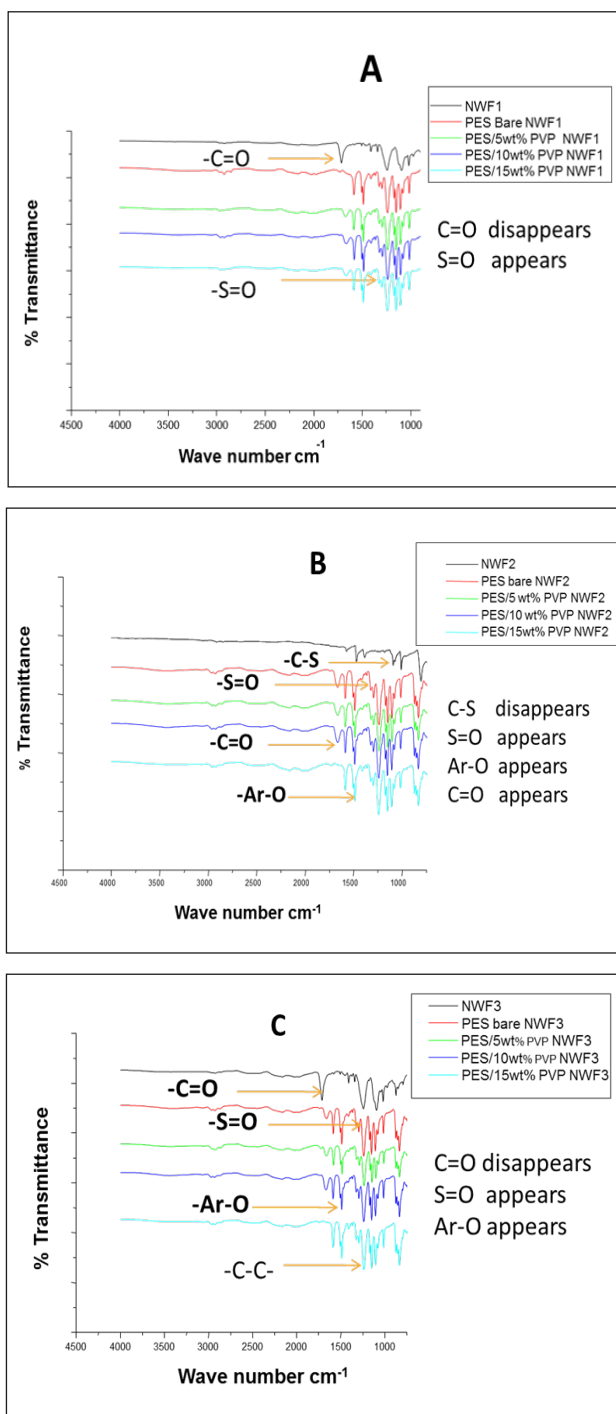 A
NWF1
PES Bare NWF1
PES/5wt% PVP NWF1
PES/10wt% PVP NWF1
PES/15wt% PVP NWF1
-C=O
C=O disappears
S=O appears
-S=O
% Transmittance
4500 4000 3500 3000 2500 2000 1500 1000
Wave number cm-1
B
NWF2
PES bare NWF2
PES/5 wt% PVP NWF2
PES/10 wt% PVP NWF2
PES/15wt% PVP NWF2
-C-S
-S=O
-C=O
-Ar-O
C-S disappears
S=O appears
Ar-O appears
C=O appears
% Transmittance
4500 4000 3500 3000 2500 2000 1500 1000
Wave number cm-1
C
NWF3
PES bare NWF3
PES/5wt% PVP NWF3
PES/10wt% PVP NWF3
PES/15wt% PVP NWF3
-C=O
-S=O
-Ar-O
-C-C-
C=O disappears
S=O appears
Ar-O appears
% Transmittance
4500 4000 3500 3000 2500 2000 1500 1000
Wave number cm-1